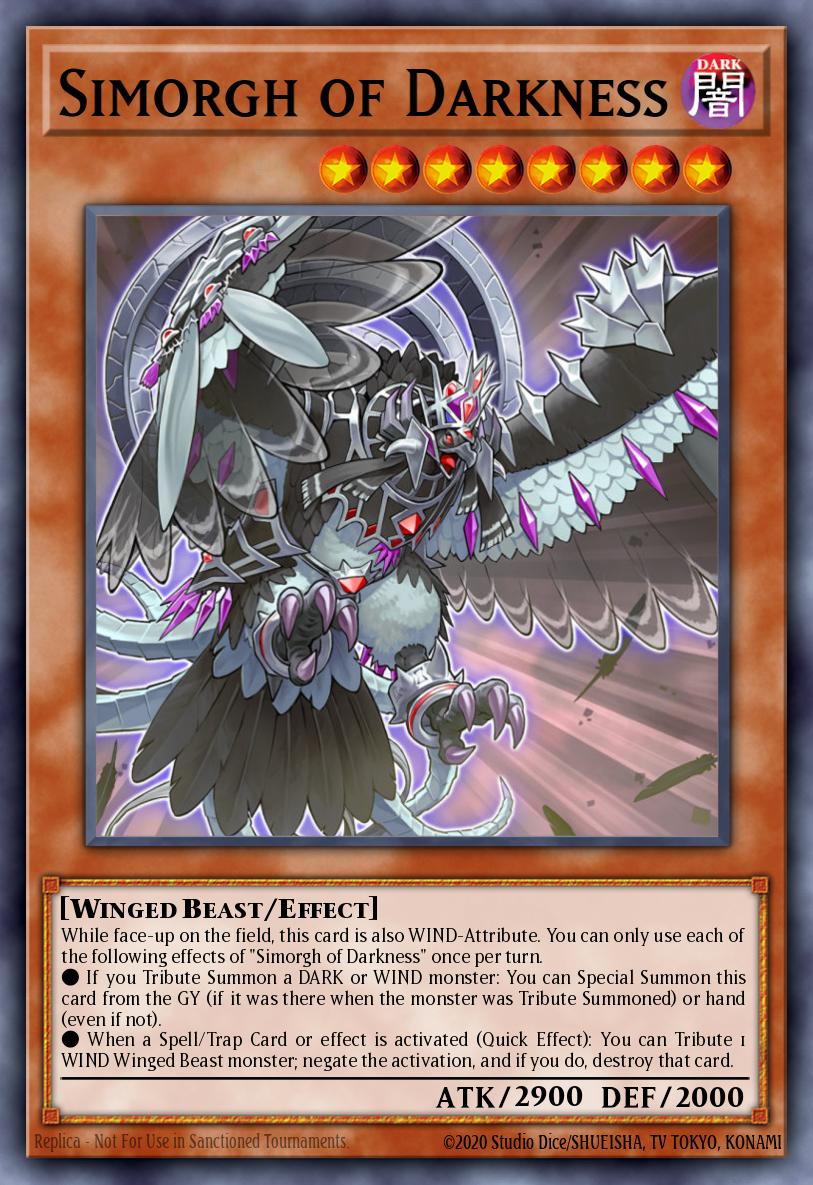 Simorgh of Darkness
DARK
闇
[Winged Beast/Effect]
While face-up on the field, this card is also WIND-Attribute. You can only use each of
the following effects of "Simorgh of Darkness" once per turn.
● If you Tribute Summon a DARK or WIND monster: You can Special Summon this
card from the GY (if it was there when the monster was Tribute Summoned) or hand
(even if not).
● When a Spell/Trap Card or effect is activated (Quick Effect): You can Tribute 1
WIND Winged Beast monster; negate the activation, and if you do, destroy that card.
ATK/2900 DEF/2000
Replica - Not For Use in Sanctioned Tournaments.
©2020 Studio Dice/SHUEISHA, TV TOKYO, KONAMI